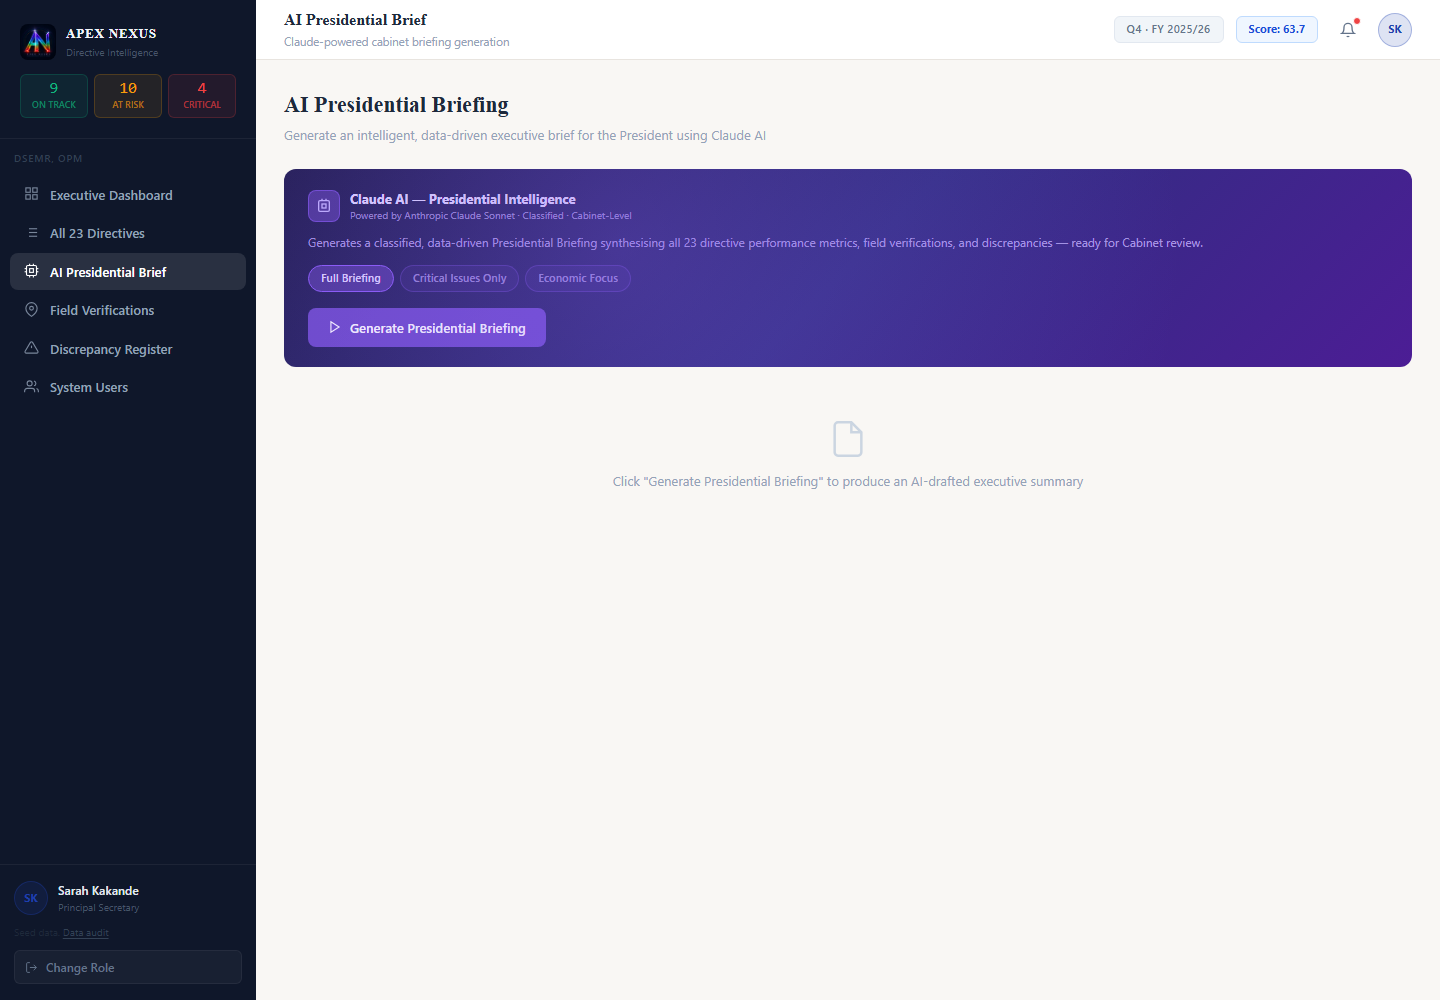 APEX NEXUS
Directive Intelligence
9
ON TRACK
10
AT RISK
4
CRITICAL
DSEMR, OPM
Executive Dashboard
All 23 Directives
AI Presidential Brief
Field Verifications
Discrepancy Register
System Users
SK
Sarah Kakande
Principal Secretary
Seed data. Data audit
Change Role
AI Presidential Brief
Claude-powered cabinet briefing generation
Q4 · FY 2025/26
Score: 63.7
SK
AI Presidential Briefing
Generate an intelligent, data-driven executive brief for the President using Claude AI
Claude AI — Presidential Intelligence
Powered by Anthropic Claude Sonnet · Classified · Cabinet-Level
Generates a classified, data-driven Presidential Briefing synthesising all 23 directive performance metrics, field verifications, and discrepancies — ready for Cabinet review.
Full Briefing
Critical Issues Only
Economic Focus
Generate Presidential Briefing
Click "Generate Presidential Briefing" to produce an AI-drafted executive summary